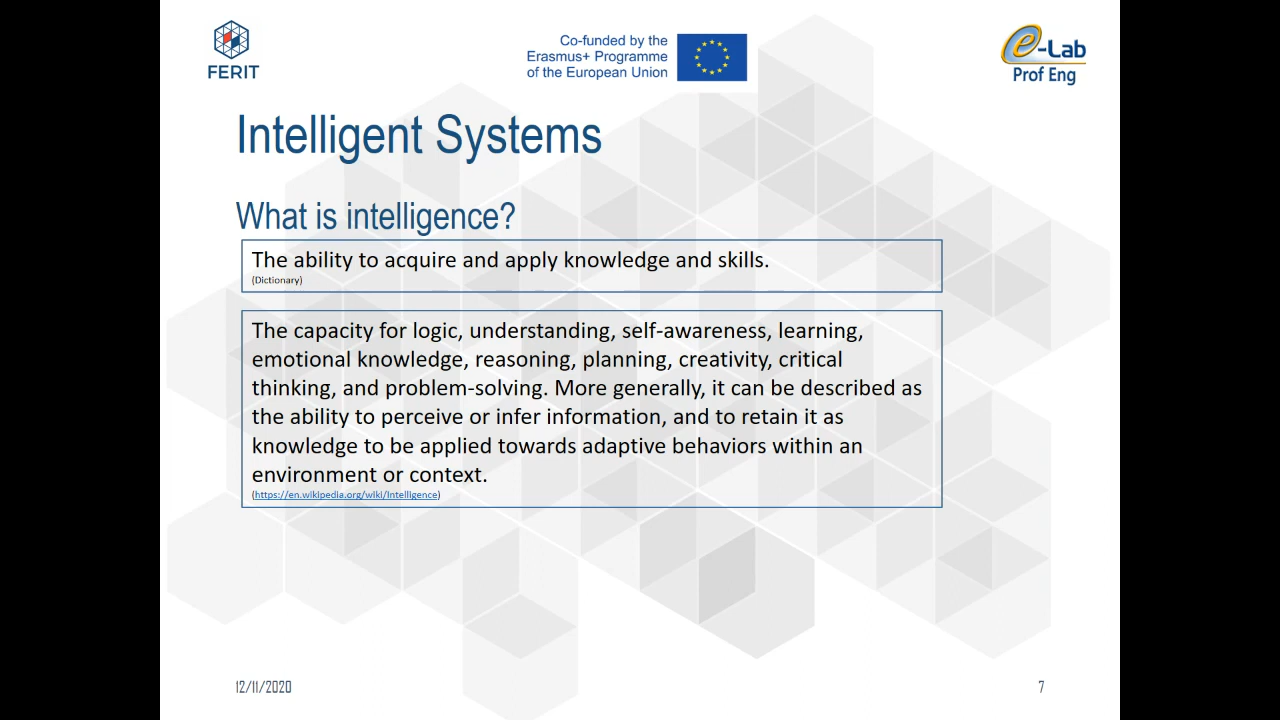 FERIT
Co-funded by the
Erasmus+ Programme
of the European Union
e-Lab
Prof Eng
Intelligent Systems
What is intelligence?
The ability to acquire and apply knowledge and skills.
(Dictionary)
The capacity for logic, understanding, self-awareness, learning,
emotional knowledge, reasoning, planning, creativity, critical
thinking, and problem-solving. More generally, it can be described as
the ability to perceive or infer information, and to retain it as
knowledge to be applied towards adaptive behaviors within an
environment or context.
(https://en.wikipedia.org/wiki/Intelligence)
12/11/2020
7